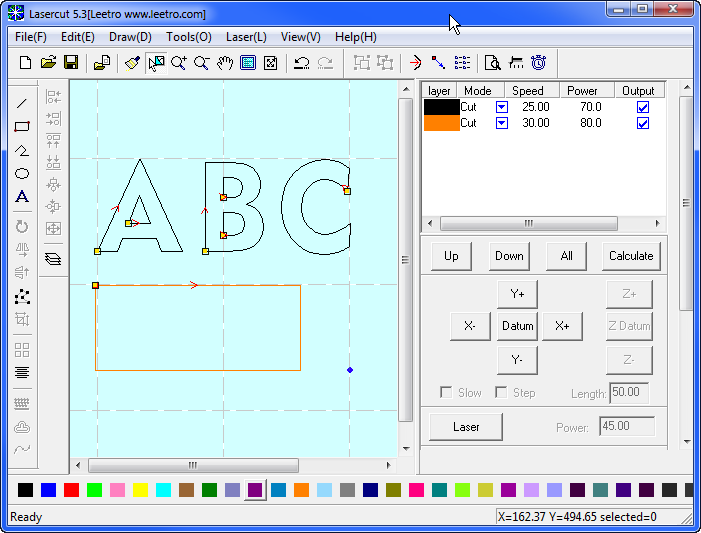 Lasercut 5.3[Leetro www.leetro.com]
File(F) Edit(E) Draw(D) Tools(O) Laser(L) View(V) Help(H)
layer Mode Speed Power Output
Cut 25.00 70.0
Cut 30.00 80.0
ABC
Up Down All Calculate
Y+ Z+
X- Datum X+ Z Datum
Y- Z-
Slow Step Length: 50.00
Laser Power: 45.00
Ready X=162.37 Y=494.65 selected=0